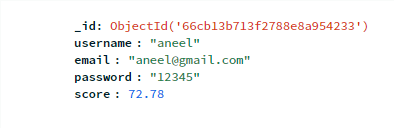 _id: ObjectId('66cb13b713f2788e8a954233')
username : "aneel"
email : "aneel@gmail.com"
password : "12345"
score : 72.78